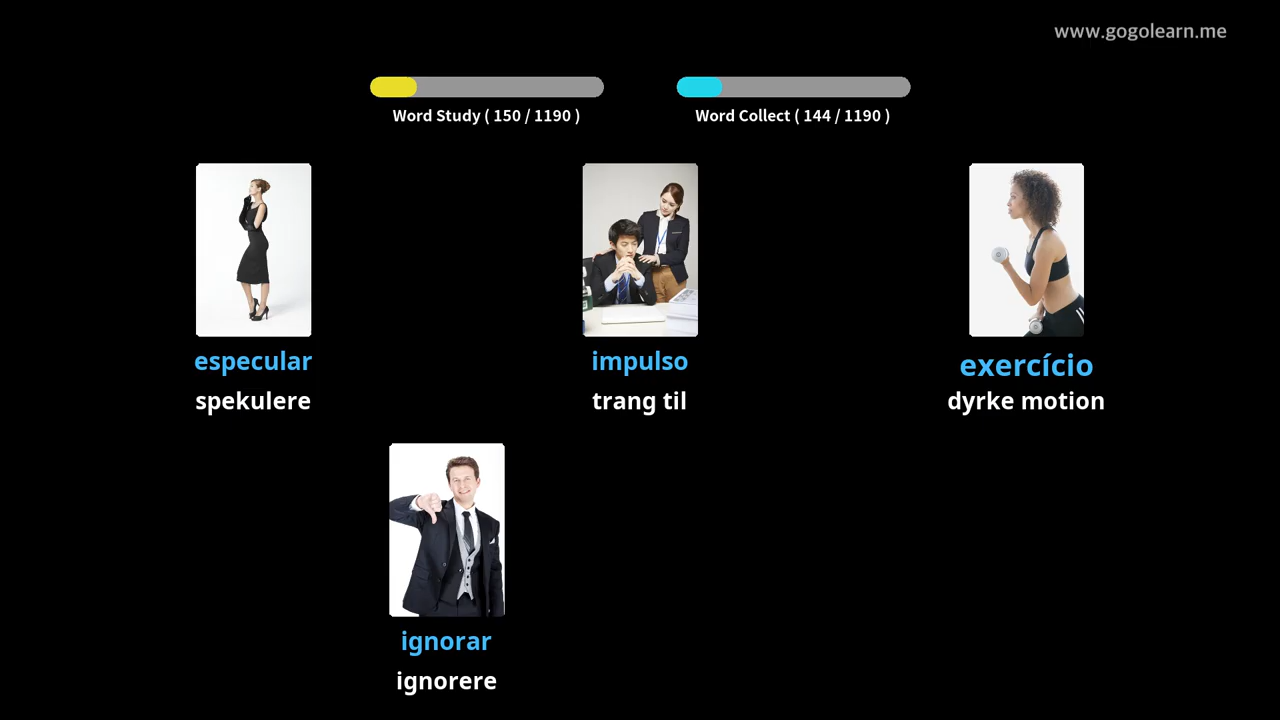 www.gogolearn.me
Word Study ( 150 / 1190 )
Word Collect ( 144 / 1190 )
especular
spekulere
impulso
trang til
exercício
dyrke motion
ignorar
ignorere